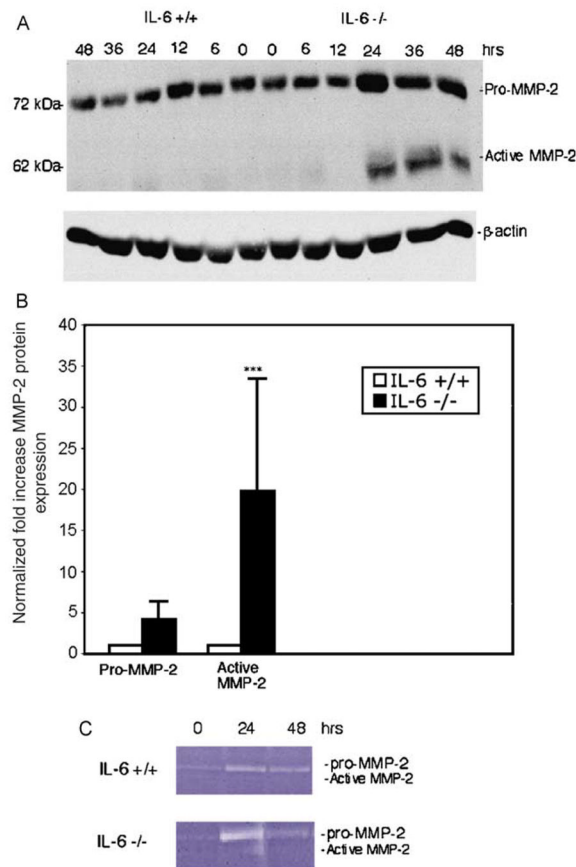 A
IL-6 +/+ IL-6 -/-
48 36 24 12 6 0 0 6 12 24 36 48 hrs
72 kDa- -Pro-MMP-2
62 kDa- -Active MMP-2
-β-actin
B
Normalized fold increase MMP-2 protein
expression
40
35
30
25
20
15
10
5
0
IL-6 +/+
IL-6 -/-
***
Pro-MMP-2 Active
MMP-2
C 0 24 48 hrs
IL-6 +/+ -pro-MMP-2
-Active MMP-2
IL-6 -/- -pro-MMP-2
-Active MMP-2